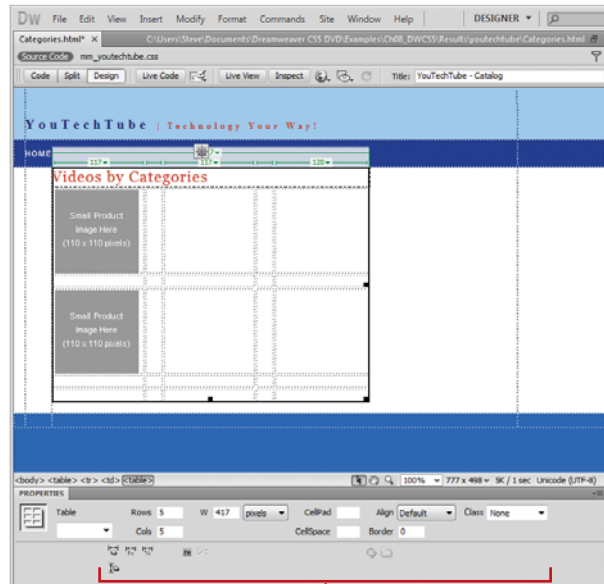 DW File Edit View Insert Modify Format Commands Site Window Help DESIGNER
Categories.html* × C:\Users\Steve\Documents\Dreamweaver CS5 DVD\Examples\Ch08_DWCS5\Results\youtechtube\Categories.html
Source Code mm_youtechtube.css
Code Split Design Live Code Live View Inspect Title: YouTechTube - Catalog
YouTechTube | Technology Your Way!
HOME
117 117 120
Videos by Categories
Small Product
Image Here
(110 x 110 pixels)
Small Product
Image Here
(110 x 110 pixels)
<body> <table> <tr> <td> <table> 100% 777 x 498 5K / 1 sec Unicode (UTF-8)
PROPERTIES
Table Rows 5 W 417 pixels CellPad Align Default Class None
Cols 5 CellSpace Border 0